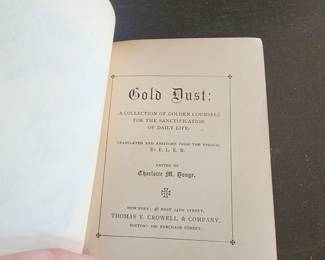 Gold Dust:
A COLLECTION OF GOLDEN COUNSELS
FOR THE SANCTIFICATION
OF DAILY LIFE;
TRANSLATED AND ABRIDGED FROM THE FRENCH,
BY E. L. E. B.
EDITED BY
Charlotte M. Yonge.
NEW YORK: 46 EAST 14TH STREET,
THOMAS Y. CROWELL & COMPANY,
BOSTON: 100 PURCHASE STREET.